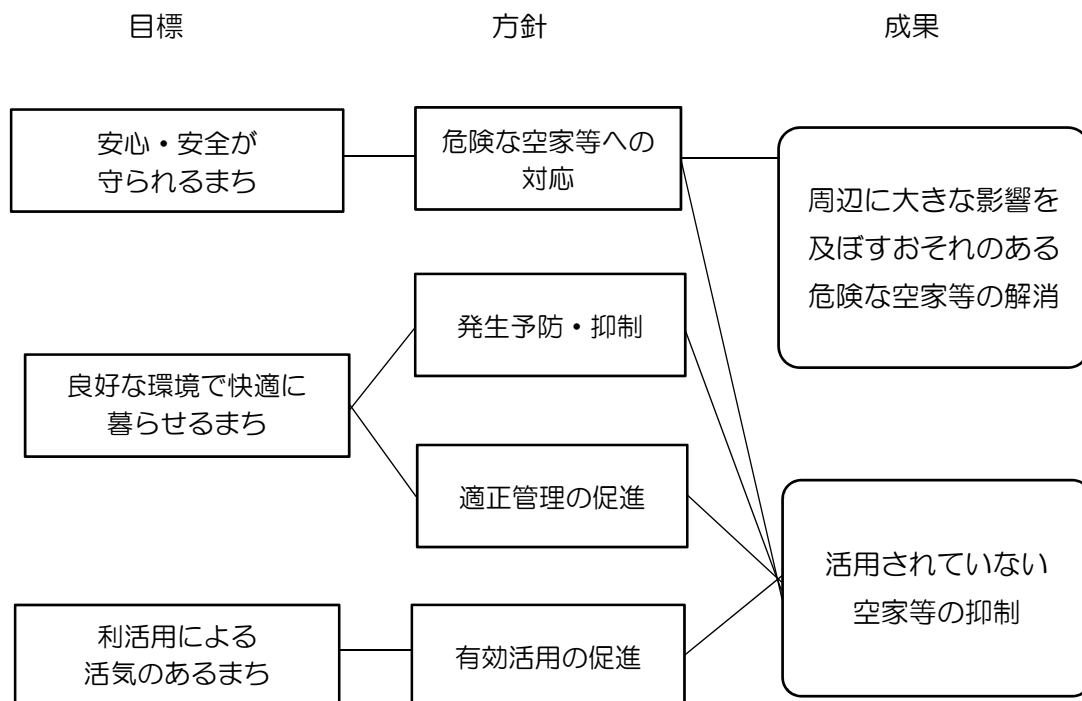 目標
方針
成果
安心・安全が
守られるまち
危険な空家等への
対応
周辺に大きな影響を
及ぼすおそれのある
危険な空家等の解消
発生予防・抑制
良好な環境で快適に
暮らせるまち
適正管理の促進
活用されていない
空家等の抑制
利活用による
活気のあるまち
有効活用の促進